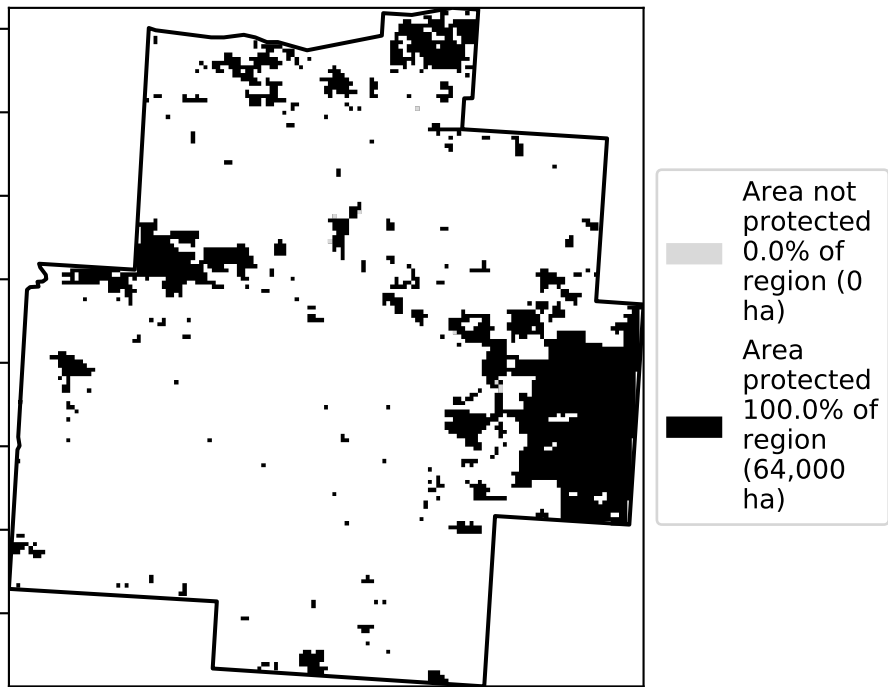 Area not
protected
0.0% of
region (0
ha)
Area
protected
100.0% of
region
(64,000
ha)